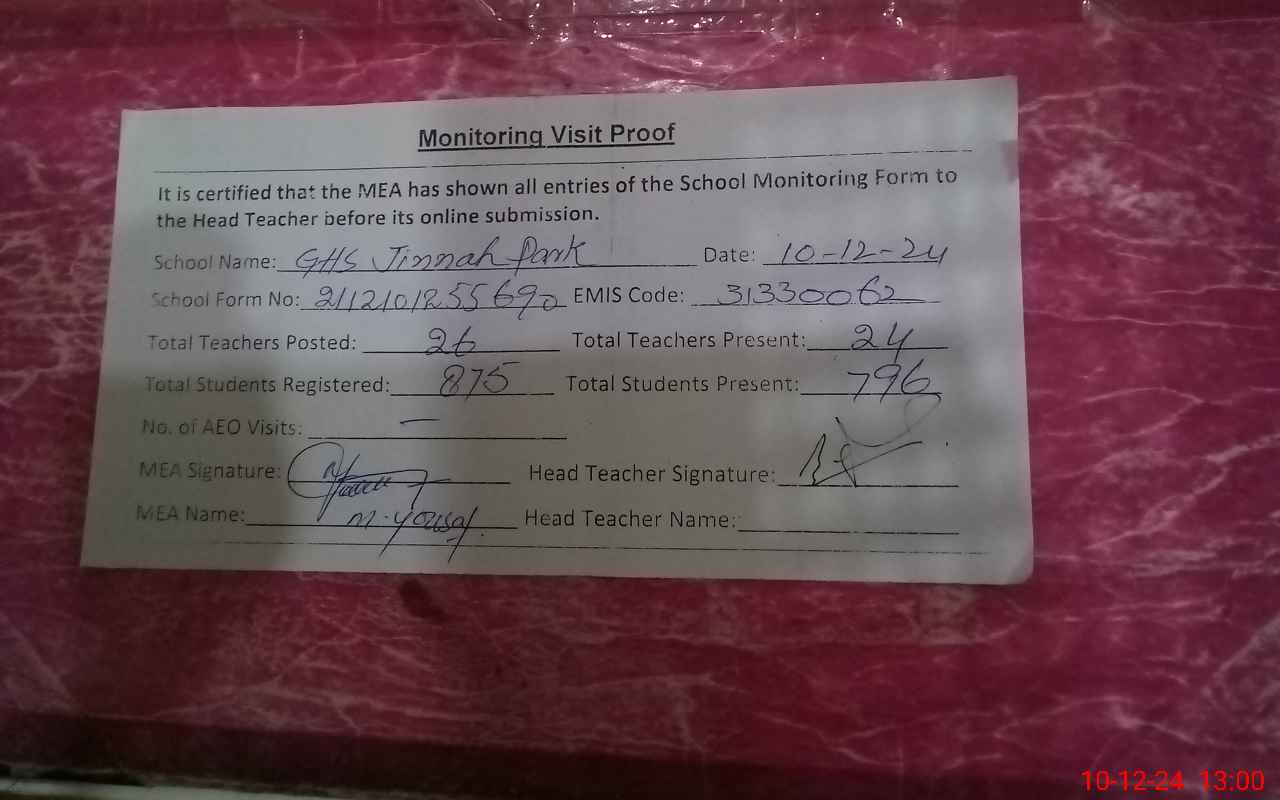 Monitoring Visit Proof
It is certified that the MEA has shown all entries of the School Monitoring Form to
the Head Teacher before its online submission.
School Name: GHS Jinnah Park Date: 10-12-24
School Form No: 2112101255690 EMIS Code: 31330062
Total Teachers Posted: 26 Total Teachers Present: 24
Total Students Registered: 875 Total Students Present: 796
No. of AEO Visits: —
MEA Signature: Head Teacher Signature:
MEA Name: M. Yousaf Head Teacher Name:
10-12-24 13:00